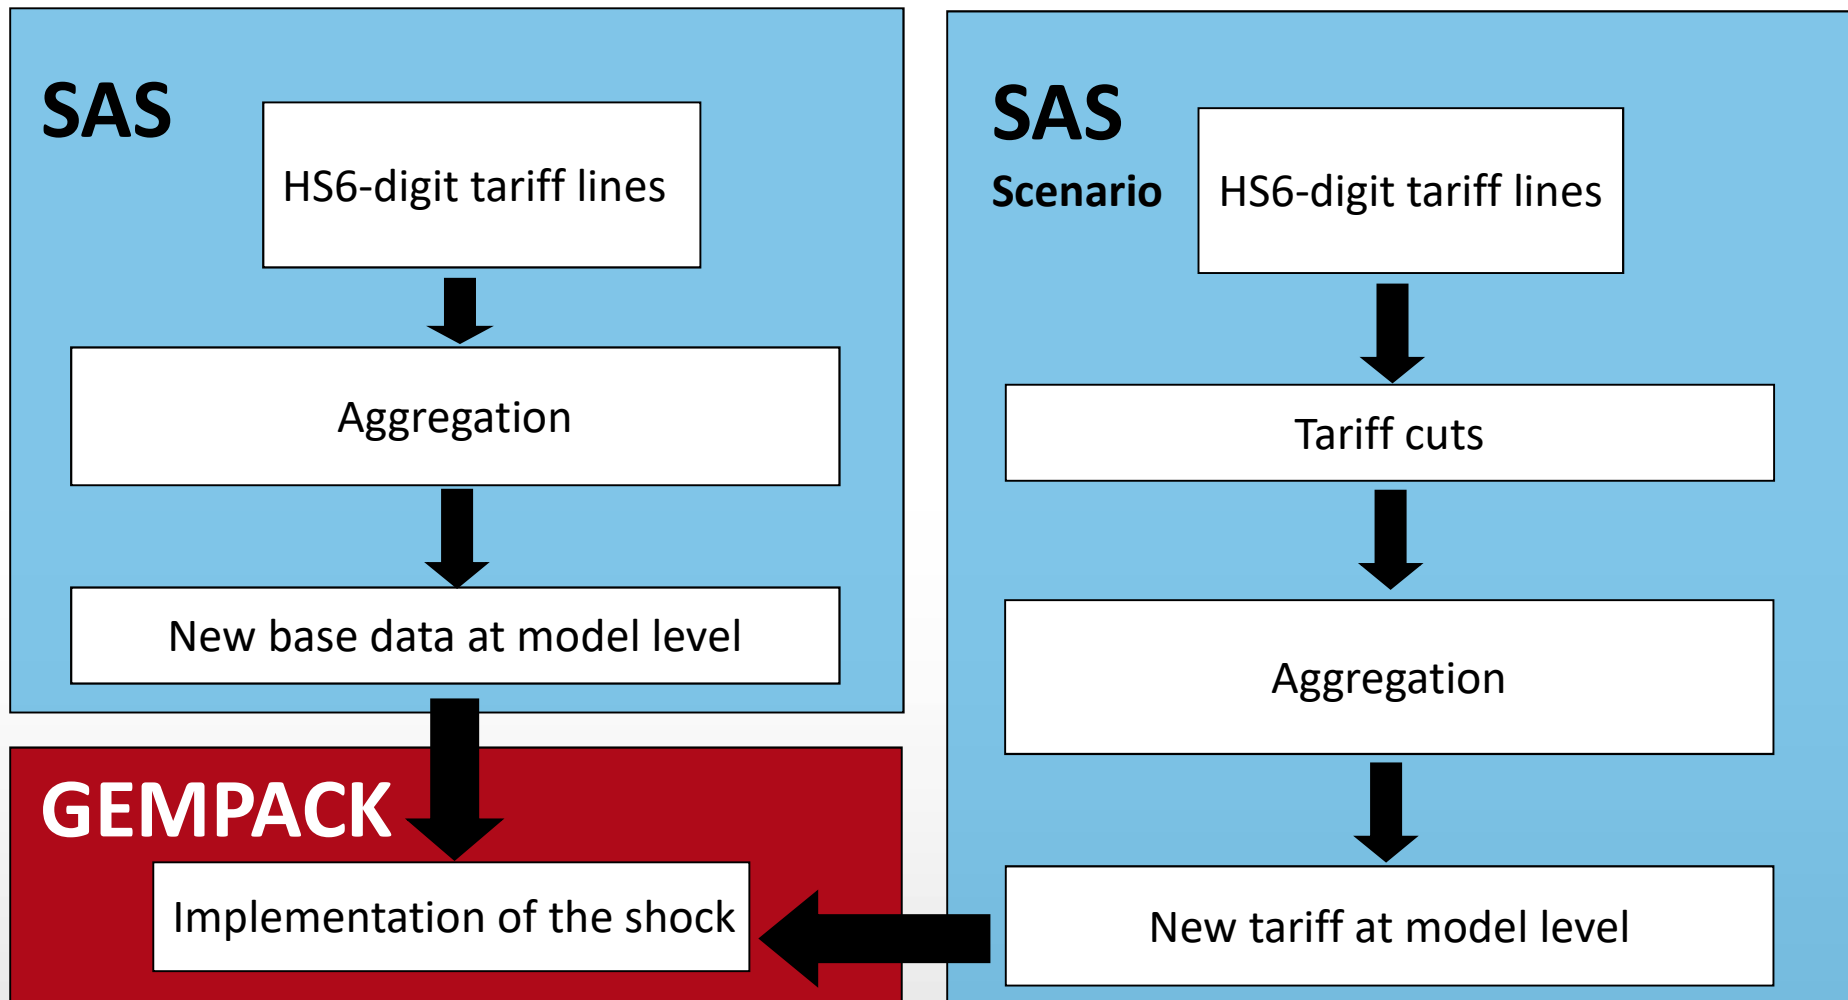 SAS
HS6-digit tariff lines
Aggregation
New base data at model level
GEMPACK
Implementation of the shock
SAS
Scenario
HS6-digit tariff lines
Tariff cuts
Aggregation
New tariff at model level